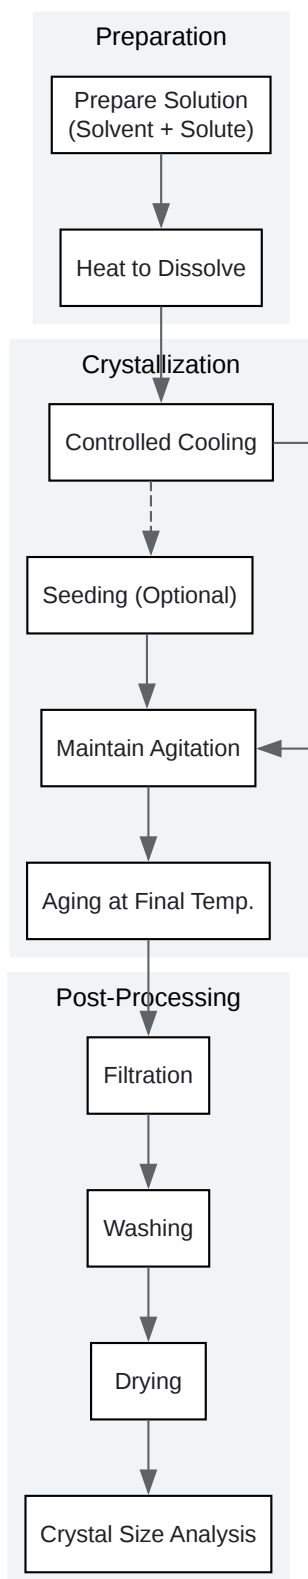 Preparation
Prepare Solution
(Solvent + Solute)
Heat to Dissolve
Crystallization
Controlled Cooling
Seeding (Optional)
Maintain Agitation
Aging at Final Temp.
Post-Processing
Filtration
Washing
Drying
Crystal Size Analysis